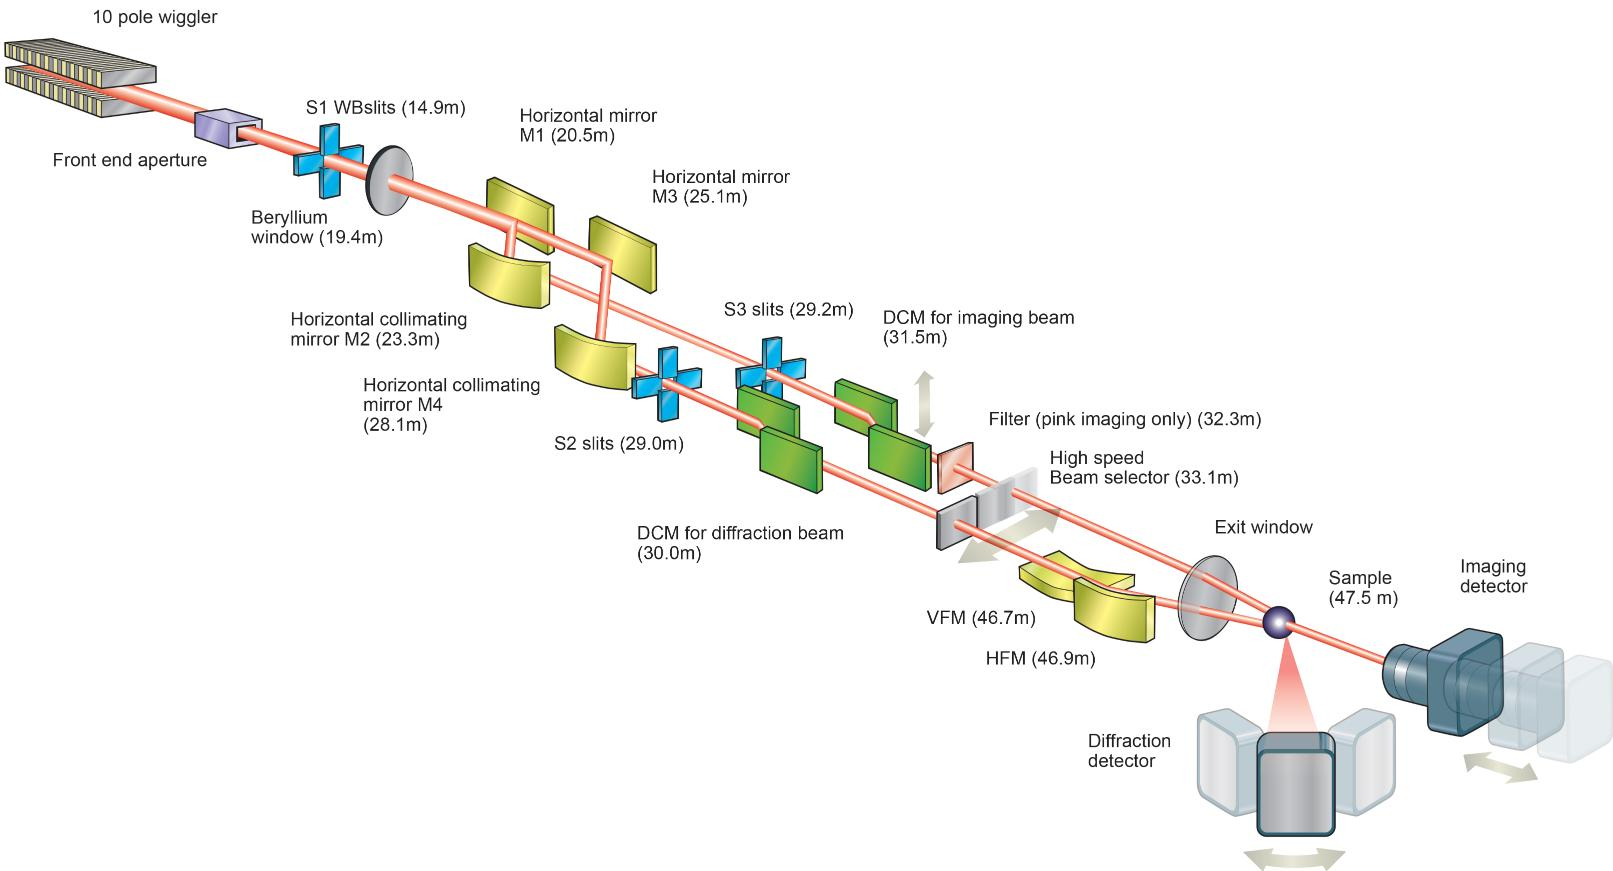 10 pole wiggler
Front end aperture
S1 WBslits (14.9m)
Beryllium
window (19.4m)
Horizontal mirror
M1 (20.5m)
Horizontal mirror
M3 (25.1m)
Horizontal collimating
mirror M2 (23.3m)
Horizontal collimating
mirror M4
(28.1m)
S3 slits (29.2m)
S2 slits (29.0m)
DCM for imaging beam
(31.5m)
DCM for diffraction beam
(30.0m)
Filter (pink imaging only) (32.3m)
High speed
Beam selector (33.1m)
Exit window
VFM (46.7m)
HFM (46.9m)
Sample
(47.5 m)
Imaging
detector
Diffraction
detector